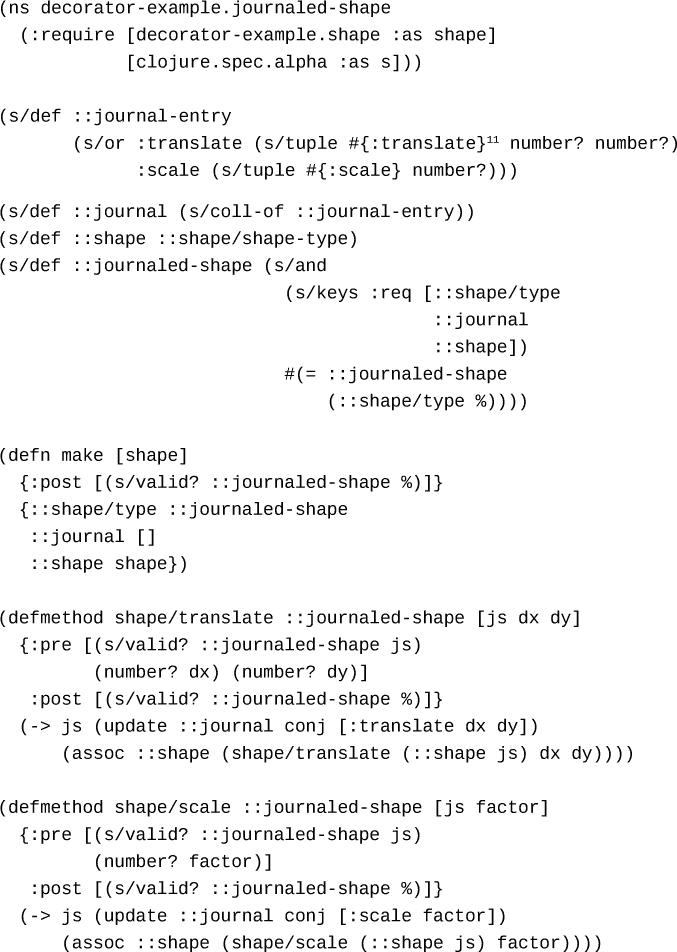 (ns decorator-example.journaled-shape
  (:require [decorator-example.shape :as shape]
            [clojure.spec.alpha :as s]))

(s/def ::journal-entry
       (s/or :translate (s/tuple #{:translate}¹¹ number? number?)
             :scale (s/tuple #{:scale} number?)))

(s/def ::journal (s/coll-of ::journal-entry))
(s/def ::shape ::shape/shape-type)
(s/def ::journaled-shape (s/and
                           (s/keys :req [::shape/type
                                         ::journal
                                         ::shape])
                           #(= ::journaled-shape
                               (::shape/type %))))

(defn make [shape]
  {:post [(s/valid? ::journaled-shape %)]}
  {::shape/type ::journaled-shape
   ::journal []
   ::shape shape})

(defmethod shape/translate ::journaled-shape [js dx dy]
  {:pre [(s/valid? ::journaled-shape js)
         (number? dx) (number? dy)]
   :post [(s/valid? ::journaled-shape %)]}
  (-> js (update ::journal conj [:translate dx dy])
      (assoc ::shape (shape/translate (::shape js) dx dy))))

(defmethod shape/scale ::journaled-shape [js factor]
  {:pre [(s/valid? ::journaled-shape js)
         (number? factor)]
   :post [(s/valid? ::journaled-shape %)]}
  (-> js (update ::journal conj [:scale factor])
      (assoc ::shape (shape/scale (::shape js) factor))))